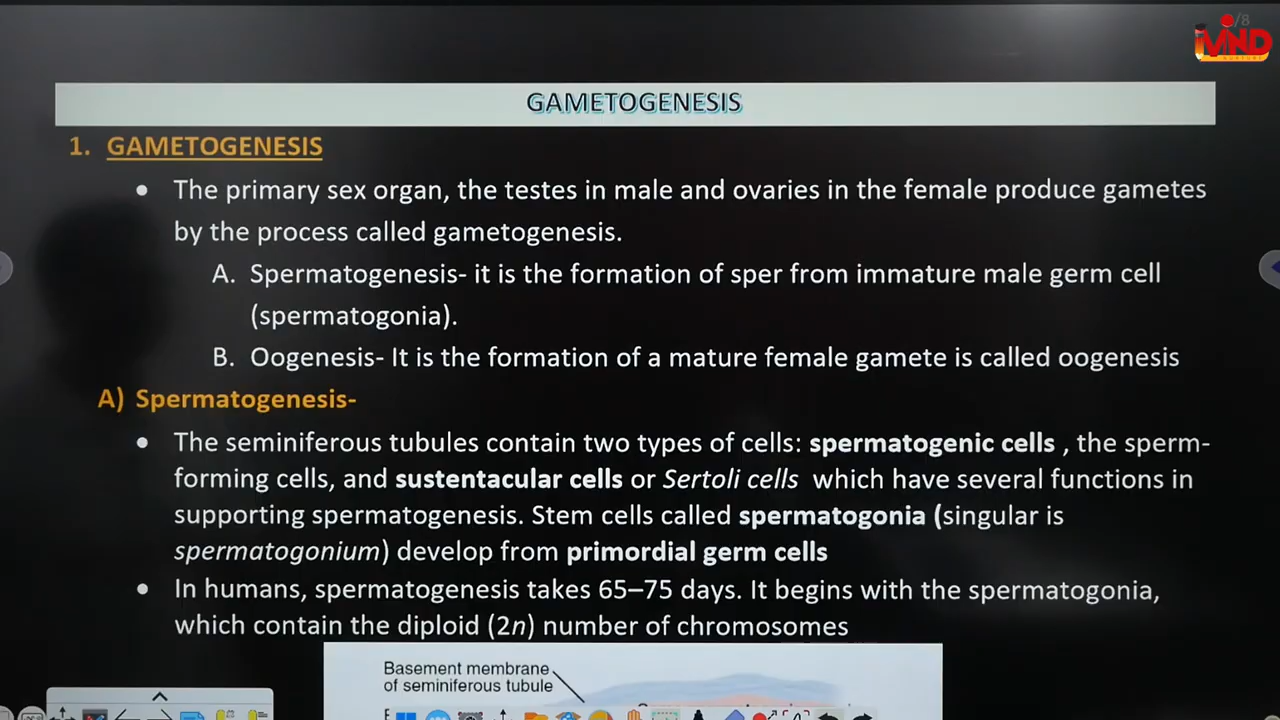 /8
MIND
GAMETOGENESIS
1. GAMETOGENESIS
• The primary sex organ, the testes in male and ovaries in the female produce gametes
by the process called gametogenesis.
A. Spermatogenesis- it is the formation of sper from immature male germ cell
(spermatogonia).
B. Oogenesis- It is the formation of a mature female gamete is called oogenesis
A) Spermatogenesis-
• The seminiferous tubules contain two types of cells: spermatogenic cells , the sperm-
forming cells, and sustentacular cells or Sertoli cells which have several functions in
supporting spermatogenesis. Stem cells called spermatogonia (singular is
spermatogonium) develop from primordial germ cells
• In humans, spermatogenesis takes 65–75 days. It begins with the spermatogonia,
which contain the diploid (2n) number of chromosomes
Basement membrane
of seminiferous tubule